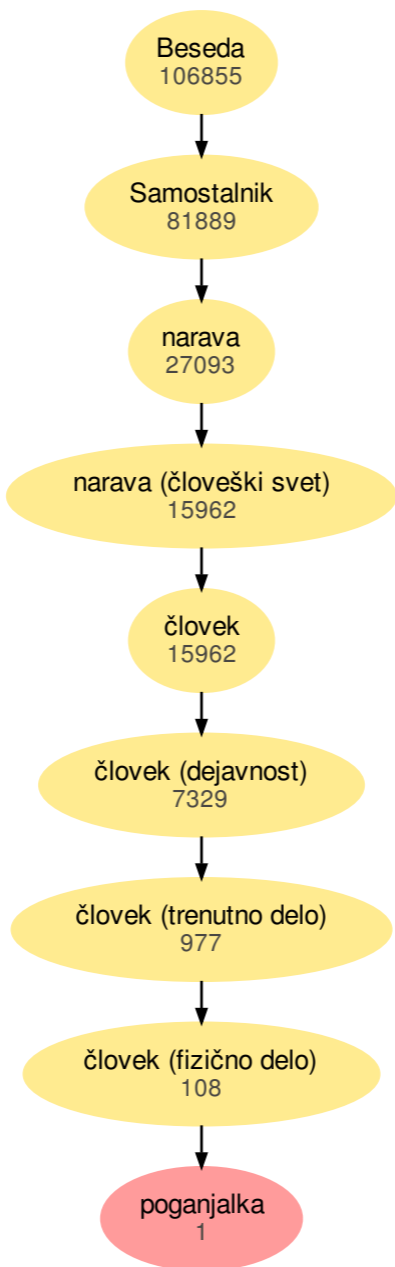 Beseda
106855
Samostalnik
81889
narava
27093
narava (človeški svet)
15962
človek
15962
človek (dejavnost)
7329
človek (trenutno delo)
977
človek (fizično delo)
108
poganjalka
1